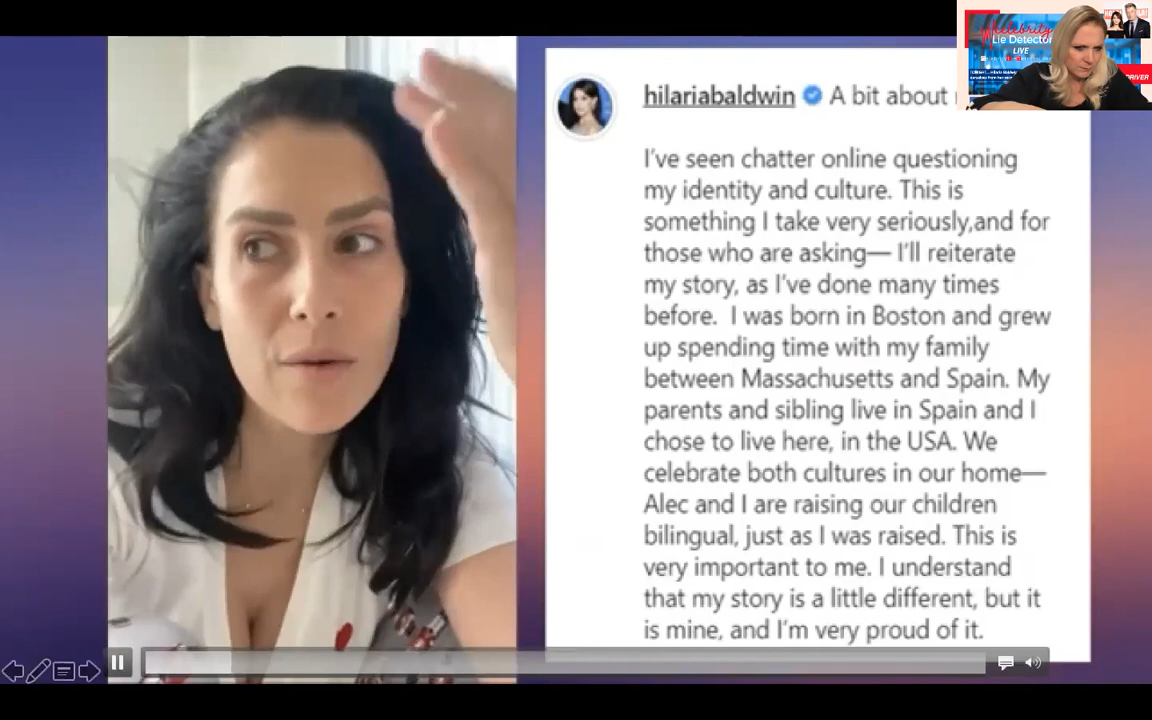 hilariabaldwin A bit about
I've seen chatter online questioning
my identity and culture. This is
something I take very seriously,and for
those who are asking— I'll reiterate
my story, as I've done many times
before.  I was born in Boston and grew
up spending time with my family
between Massachusetts and Spain. My
parents and sibling live in Spain and I
chose to live here, in the USA. We
celebrate both cultures in our home—
Alec and I are raising our children
bilingual, just as I was raised. This is
very important to me. I understand
that my story is a little different, but it
is mine, and I'm very proud of it.
Lie Detector
LIVE
DRIVER